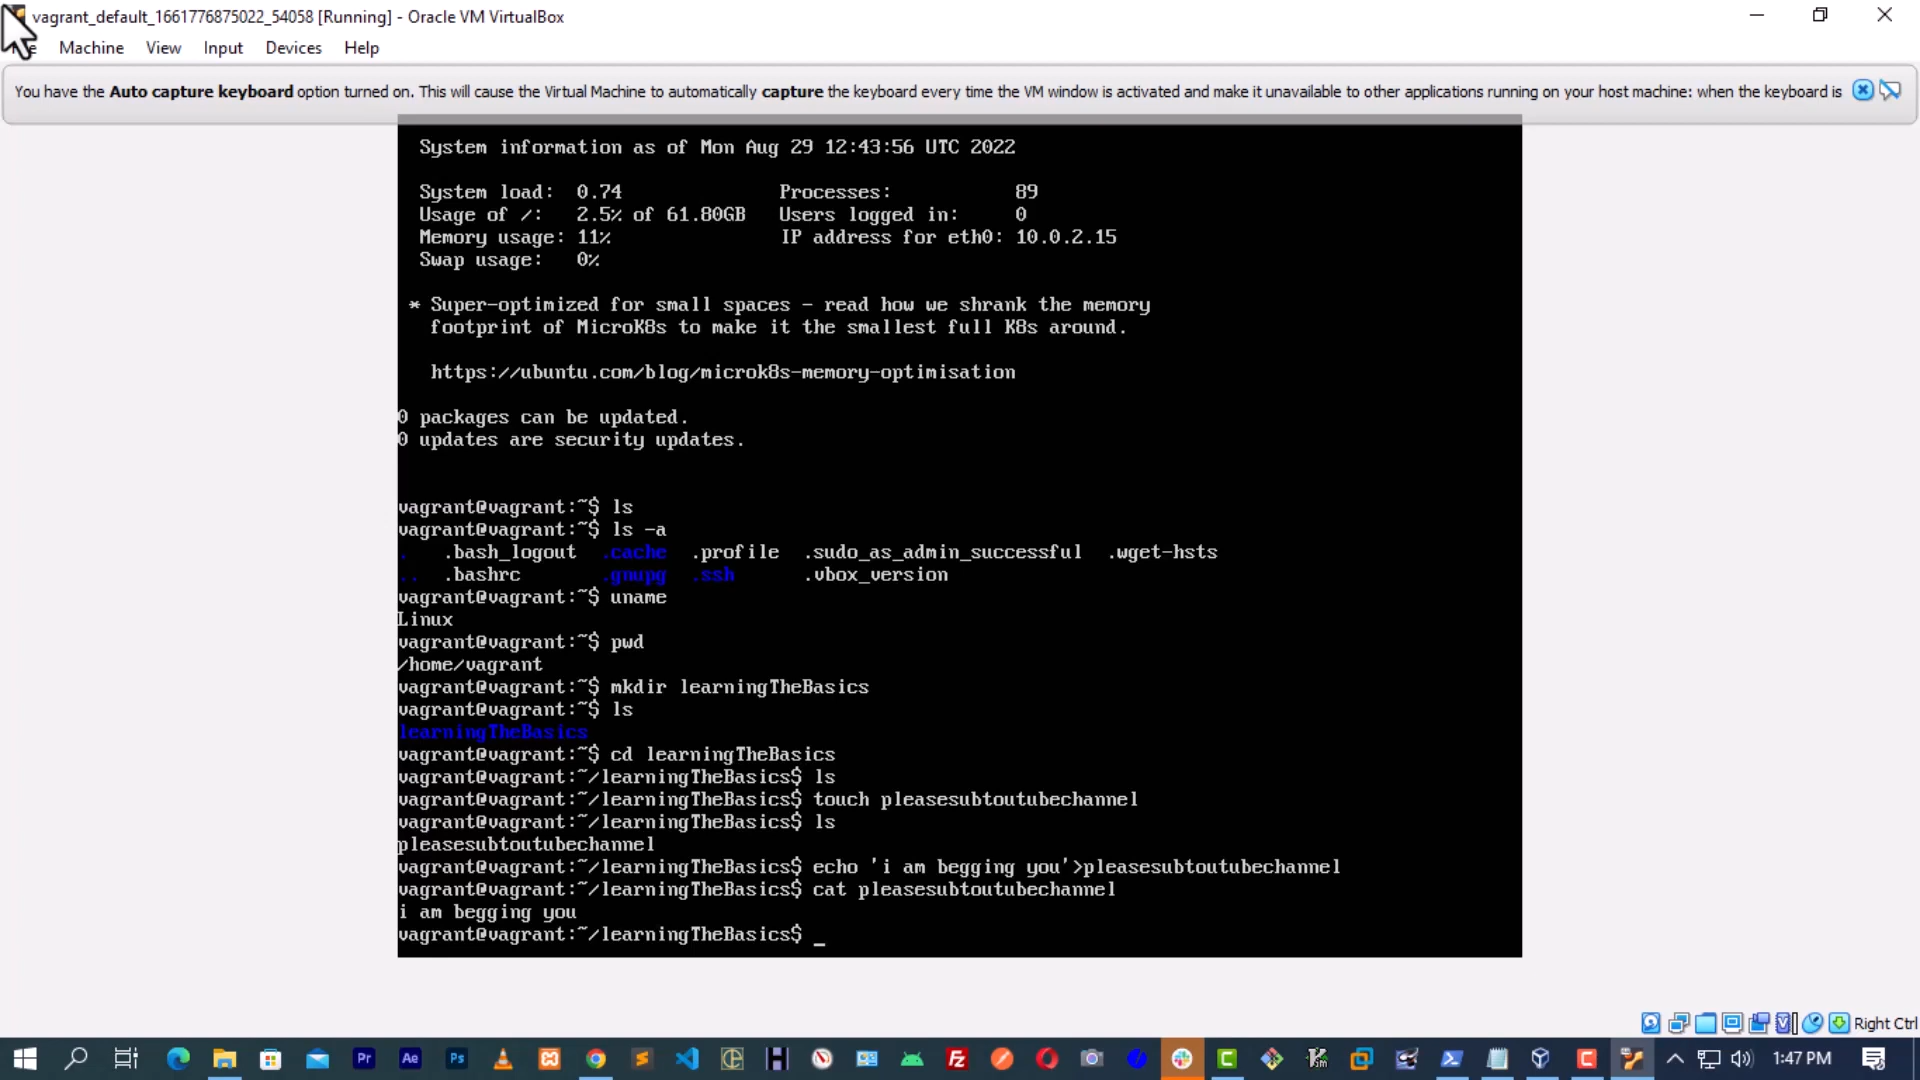 vagrant_default_1661776875022_54058 [Running] - Oracle VM VirtualBox
Machine View Input Devices Help
You have the Auto capture keyboard option turned on. This will cause the Virtual Machine to automatically capture the keyboard every time the VM window is activated and make it unavailable to other applications running on your host machine: when the keyboard is
System information as of Mon Aug 29 12:43:56 UTC 2022
System load: 0.74 Processes: 89
Usage of /: 2.5% of 61.80GB Users logged in: 0
Memory usage: 11% IP address for eth0: 10.0.2.15
Swap usage: 0%
* Super-optimized for small spaces - read how we shrank the memory
footprint of MicroK8s to make it the smallest full K8s around.
https://ubuntu.com/blog/microk8s-memory-optimisation
0 packages can be updated.
0 updates are security updates.
vagrant@vagrant:~$ ls
vagrant@vagrant:~$ ls -a
. .bash_logout .cache .profile .sudo_as_admin_successful .wget-hsts
.. .bashrc .gnupg .ssh .vbox_version
vagrant@vagrant:~$ uname
Linux
vagrant@vagrant:~$ pwd
/home/vagrant
vagrant@vagrant:~$ mkdir learningTheBasics
vagrant@vagrant:~$ ls
learningTheBasics
vagrant@vagrant:~$ cd learningTheBasics
vagrant@vagrant:~/learningTheBasics$ ls
vagrant@vagrant:~/learningTheBasics$ touch pleasesubtoutubechannel
vagrant@vagrant:~/learningTheBasics$ ls
pleasesubtoutubechannel
vagrant@vagrant:~/learningTheBasics$ echo 'i am begging you'>pleasesubtoutubechannel
vagrant@vagrant:~/learningTheBasics$ cat pleasesubtoutubechannel
i am begging you
vagrant@vagrant:~/learningTheBasics$ _
Right Ctrl
Pr Ae Ps 1:47 PM